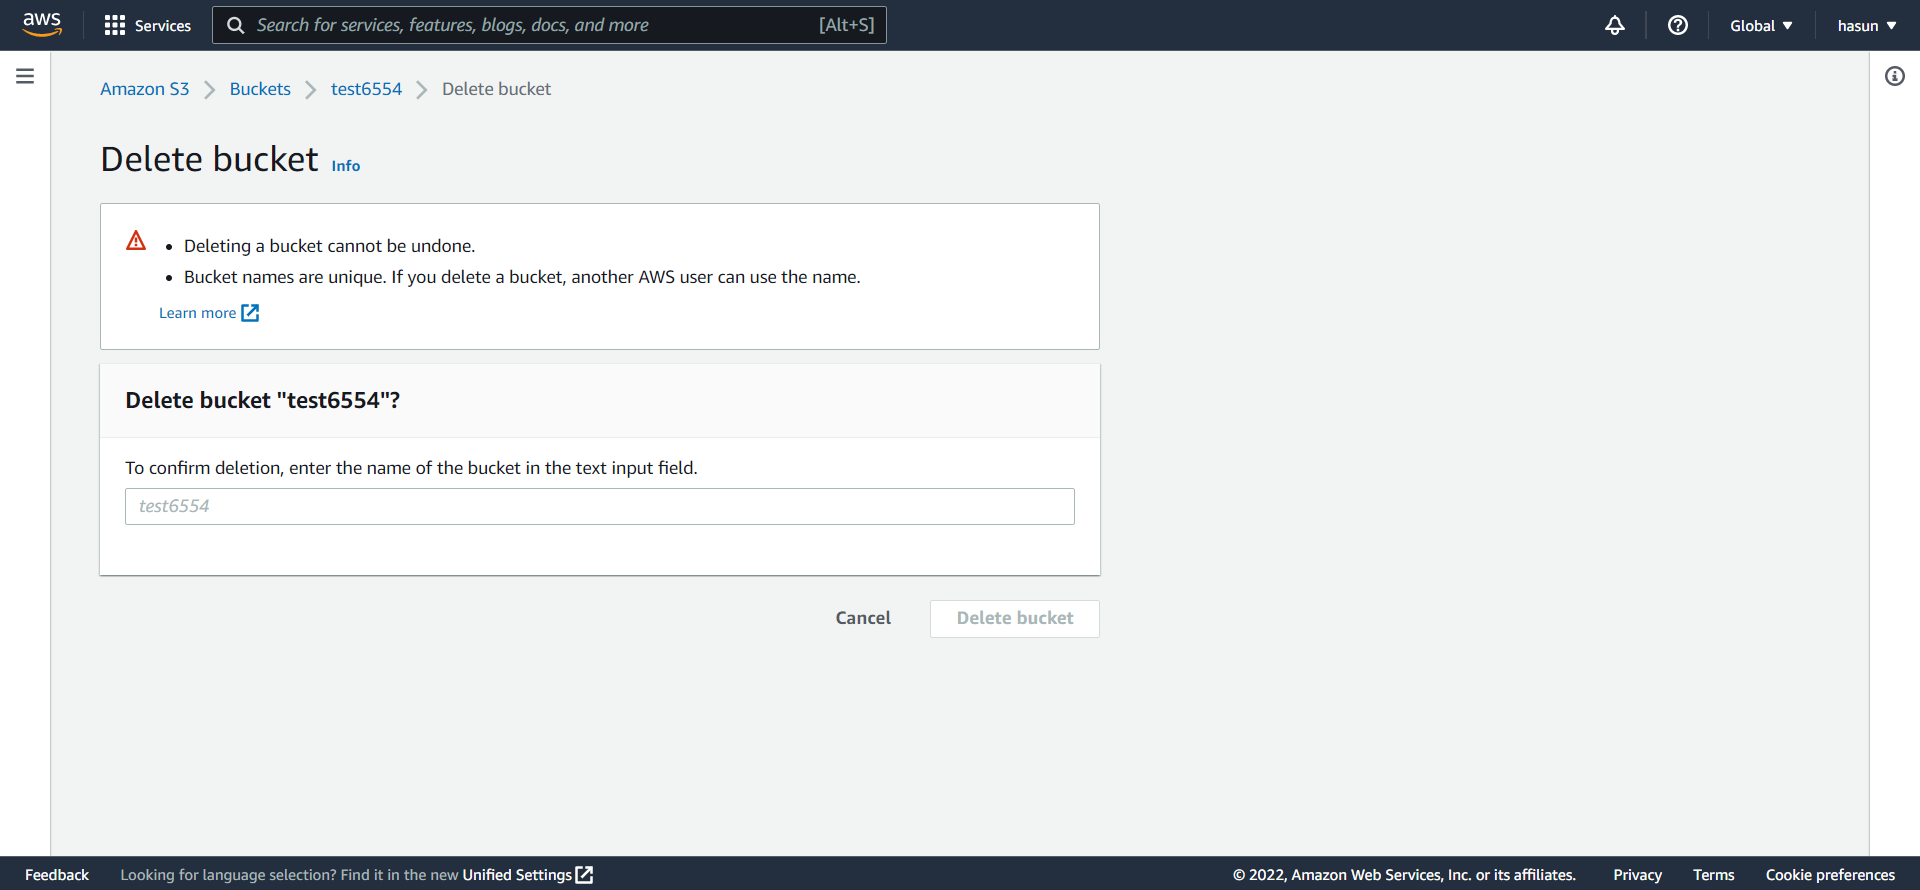 aws Services Search for services, features, blogs, docs, and more [Alt+S] Global hasun
Amazon S3 Buckets test6554 Delete bucket
Delete bucket Info
Deleting a bucket cannot be undone.
Bucket names are unique. If you delete a bucket, another AWS user can use the name.
Learn more
Delete bucket "test6554"?
To confirm deletion, enter the name of the bucket in the text input field.
test6554
Cancel Delete bucket
Feedback Looking for language selection? Find it in the new Unified Settings © 2022, Amazon Web Services, Inc. or its affiliates. Privacy Terms Cookie preferences